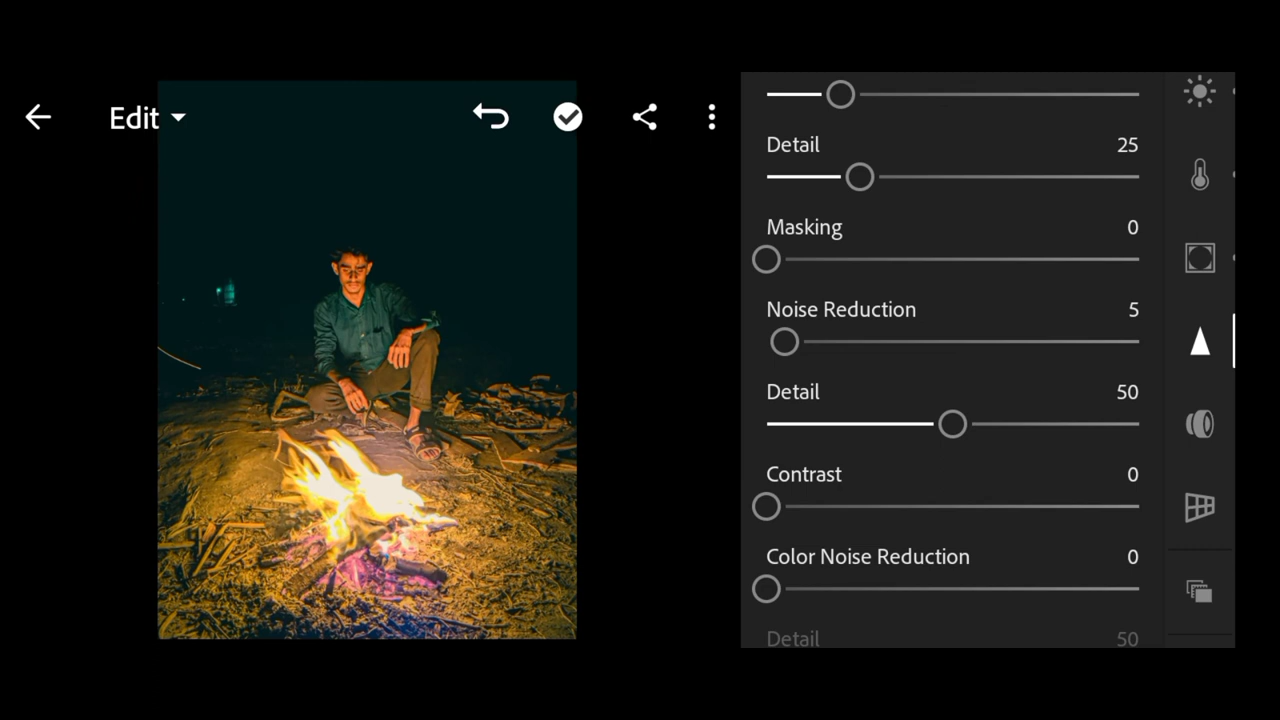 Edit
Detail 25
Masking 0
Noise Reduction 5
Detail 50
Contrast 0
Color Noise Reduction 0
Detail 50